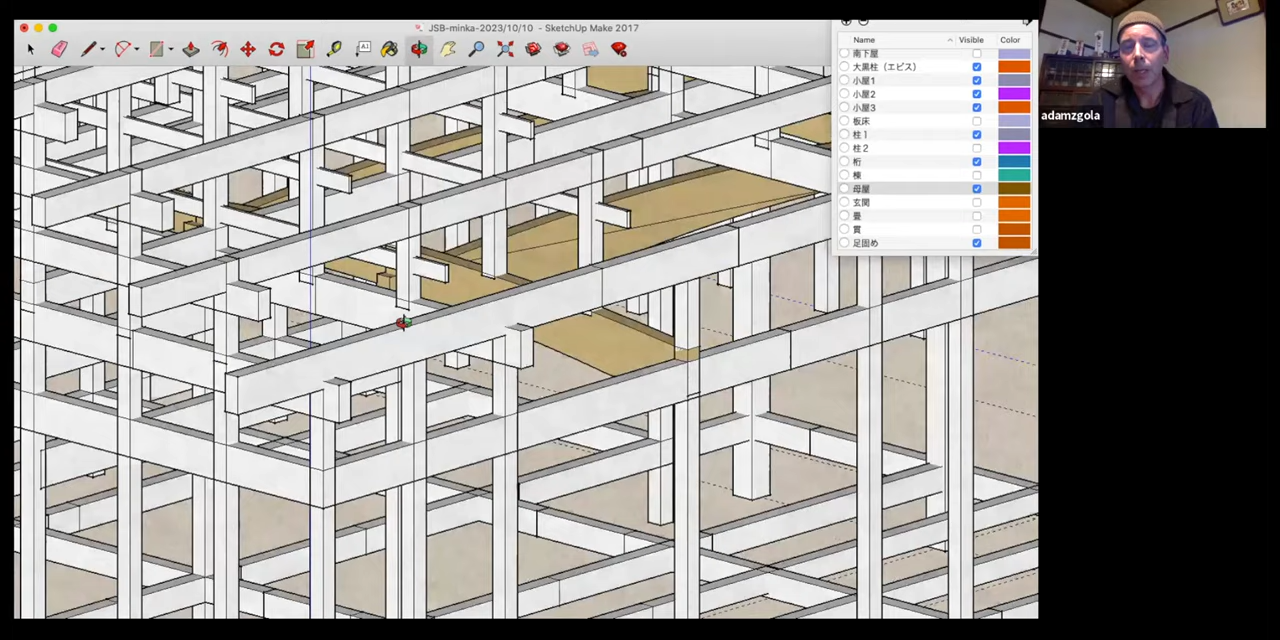 JSB-minka-2023/10/10 - SketchUp Make 2017
A1
Name Visible Color
南下屋
大黒柱（エビス）
小屋1
小屋2
小屋3
板床
柱1
柱2
桁
棟
母屋
玄関
畳
貫
足固め
adamzgola